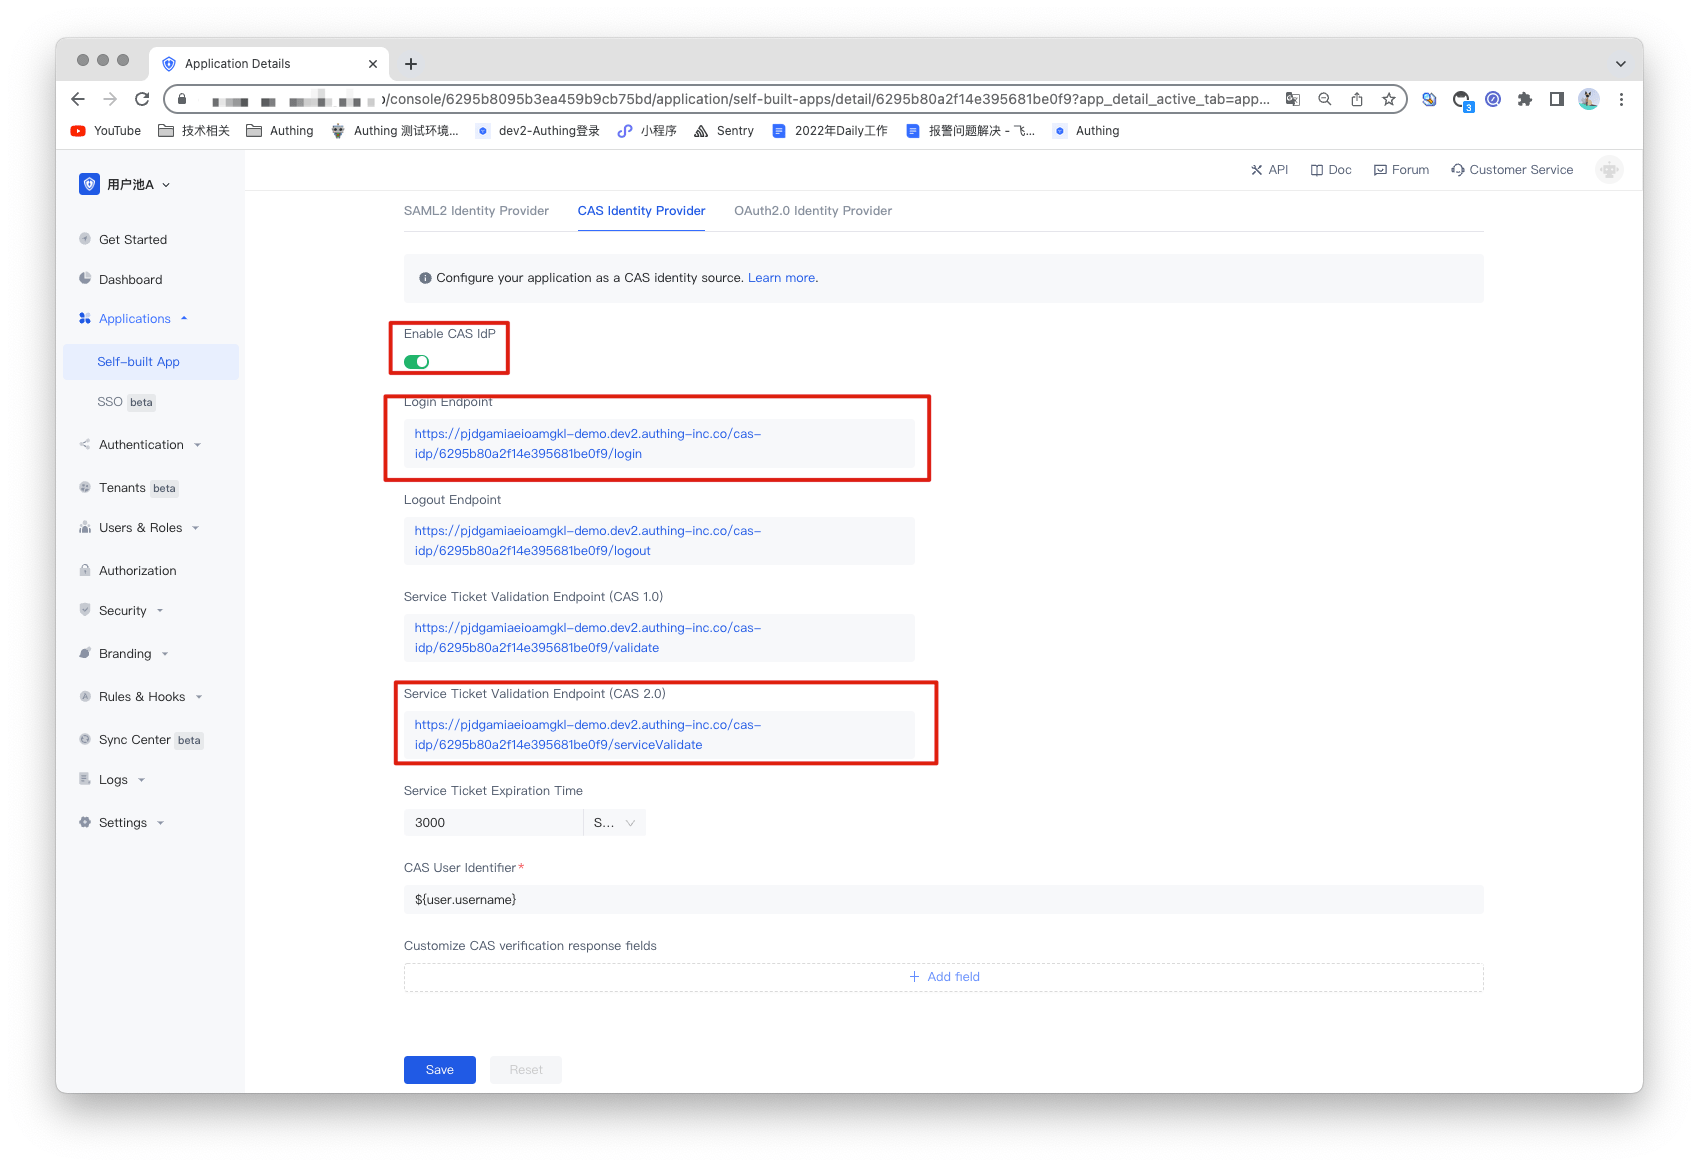 Application Details
/console/6295b8095b3ea459b9cb75bd/application/self-built-apps/detail/6295b80a2f14e395681be0f9?app_detail_active_tab=app...
3
YouTube
技术相关
Authing
Authing 测试环境...
dev2-Authing登录
小程序
Sentry
2022年Daily工作
报警问题解决 - 飞...
Authing
用户池A
API
Doc
Forum
Customer Service
Get Started
Dashboard
Applications
Self-built App
SSO beta
Authentication
Tenants beta
Users & Roles
Authorization
Security
Branding
Rules & Hooks
Sync Center beta
Logs
Settings
SAML2 Identity Provider
CAS Identity Provider
OAuth2.0 Identity Provider
Configure your application as a CAS identity source. Learn more.
Enable CAS IdP
Login Endpoint
https://pjdgamiaeioamgkl-demo.dev2.authing-inc.co/cas-
idp/6295b80a2f14e395681be0f9/login
Logout Endpoint
https://pjdgamiaeioamgkl-demo.dev2.authing-inc.co/cas-
idp/6295b80a2f14e395681be0f9/logout
Service Ticket Validation Endpoint (CAS 1.0)
https://pjdgamiaeioamgkl-demo.dev2.authing-inc.co/cas-
idp/6295b80a2f14e395681be0f9/validate
Service Ticket Validation Endpoint (CAS 2.0)
https://pjdgamiaeioamgkl-demo.dev2.authing-inc.co/cas-
idp/6295b80a2f14e395681be0f9/serviceValidate
Service Ticket Expiration Time
3000
S...
CAS User Identifier*
${user.username}
Customize CAS verification response fields
+ Add field
Save
Reset